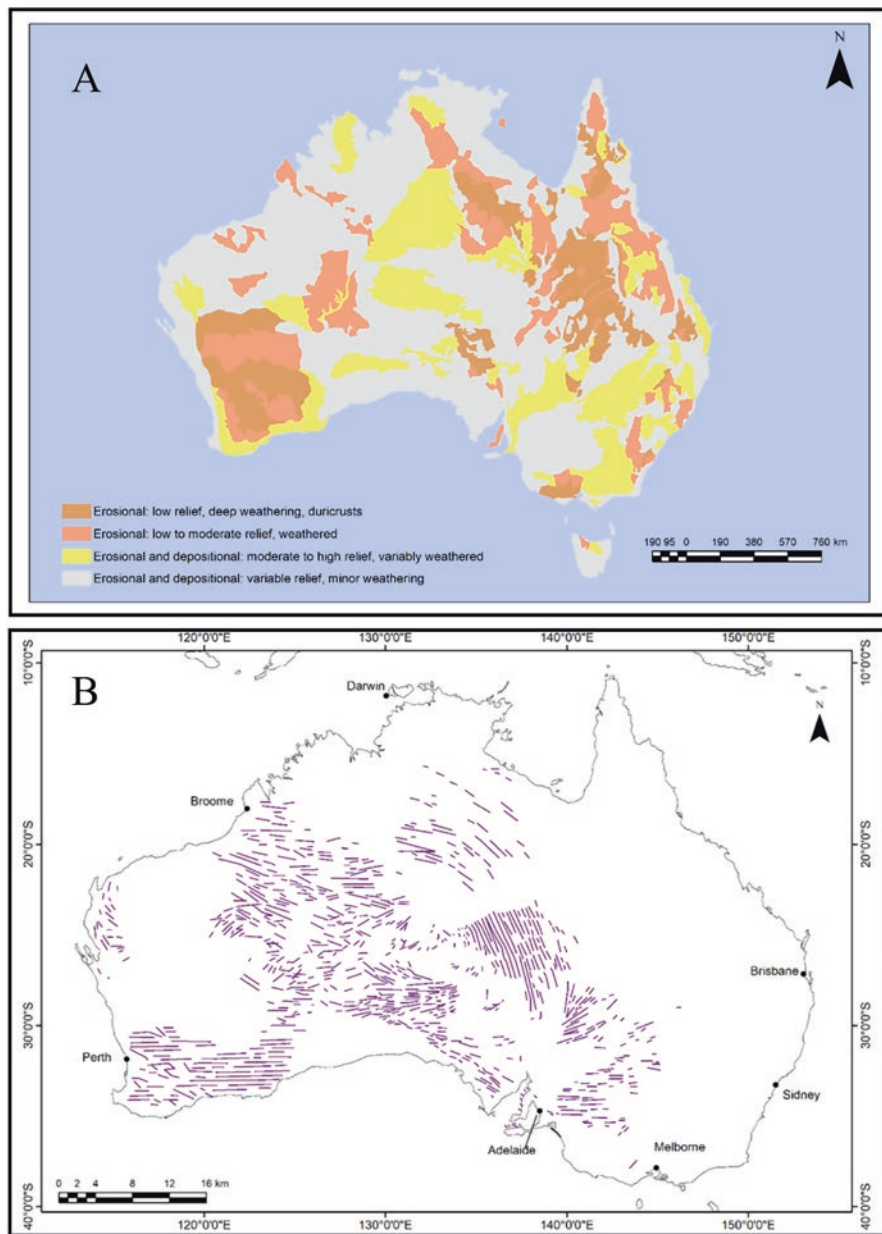 N
A
Erosional: low relief, deep weathering, duricrusts
Erosional: low to moderate relief, weathered
Erosional and depositional: moderate to high relief, variably weathered
Erosional and depositional: variable relief, minor weathering
190 95 0 190 380 570 760 km
120°0'0"E 130°0'0"E 140°0'0"E 150°0'0"E
10°0'0"S 10°0'0"S
B
Darwin
N
Broome
20°0'0"S 20°0'0"S
Brisbane
30°0'0"S 30°0'0"S
Perth
Sidney
Adelaide
Melborne
0 2 4 8 12 16 km
40°0'0"S 40°0'0"S
120°0'0"E 130°0'0"E 140°0'0"E 150°0'0"E